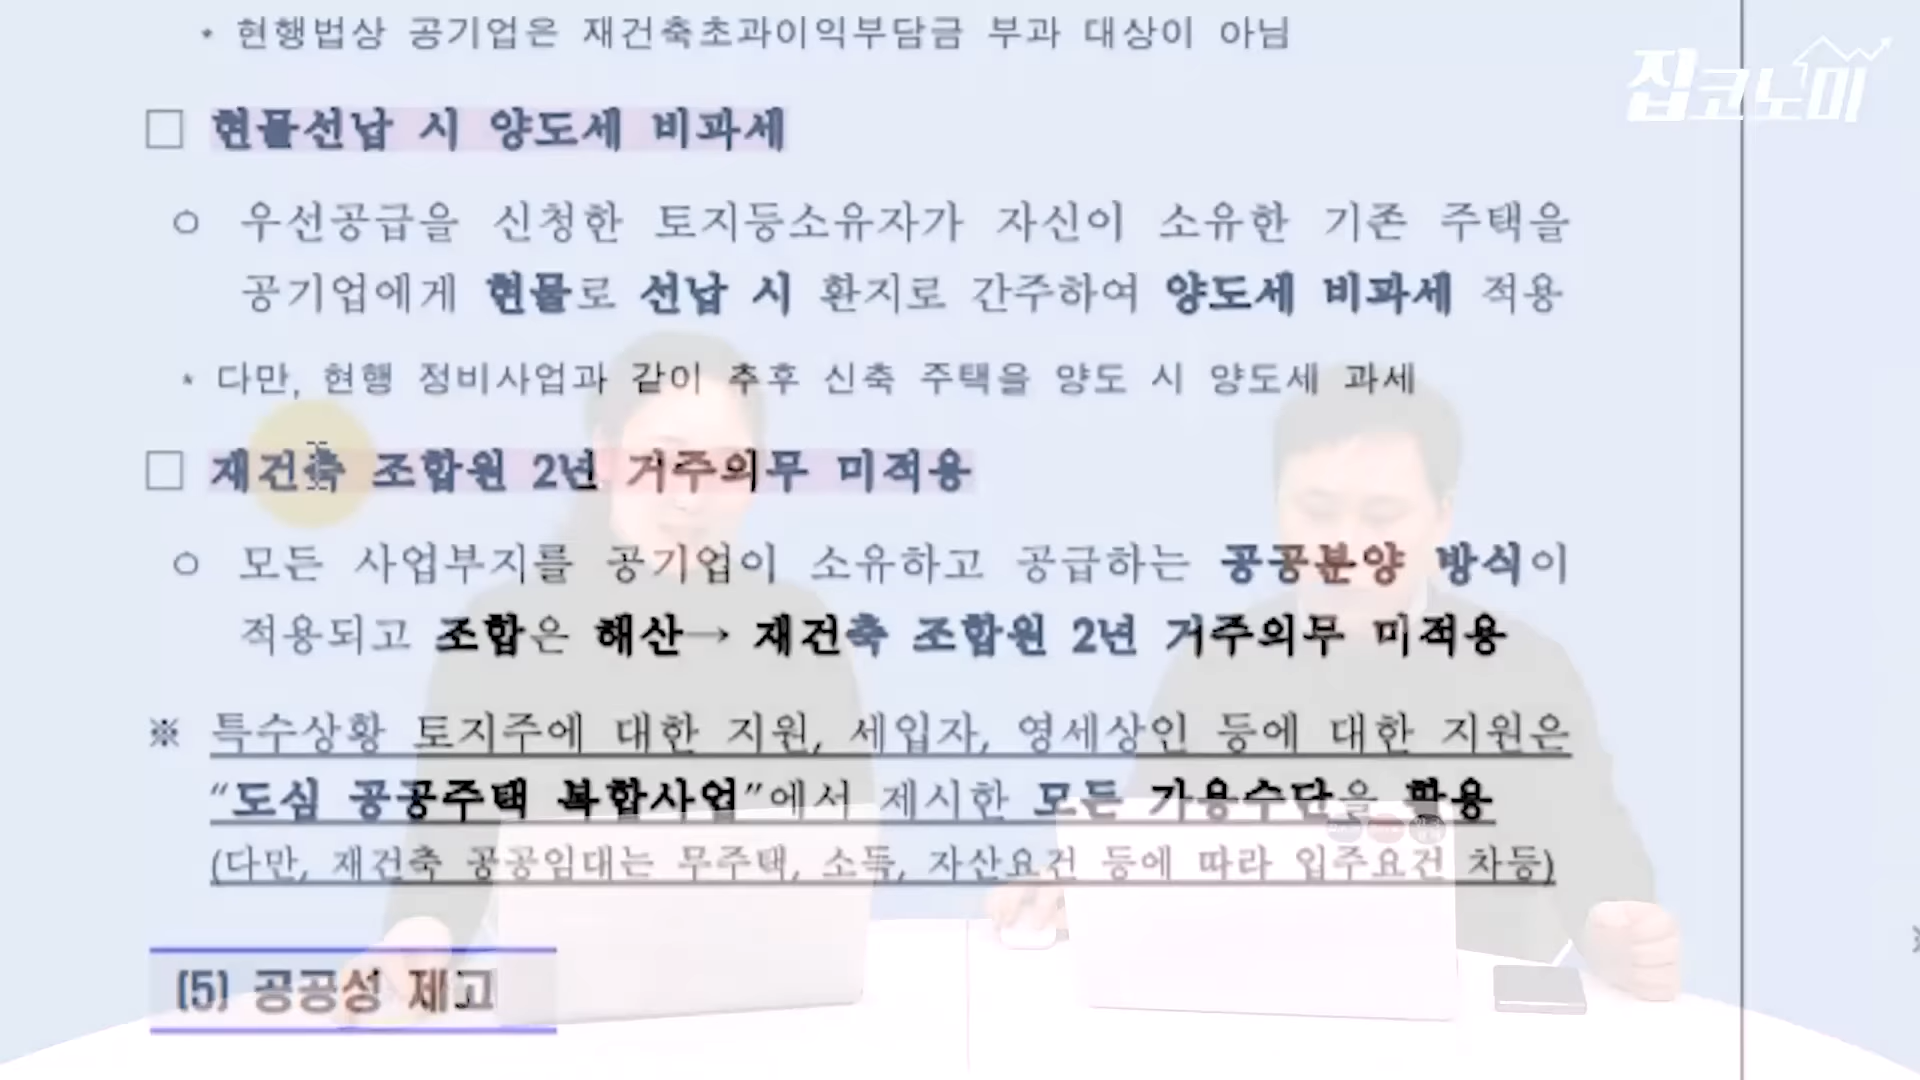 * 현행법상 공기업은 재건축초과이익부담금 부과 대상이 아님
집코노미
□ 현물선납 시 양도세 비과세
○ 우선공급을 신청한 토지등소유자가 자신이 소유한 기존 주택을
공기업에게 현물로 선납 시 환지로 간주하여 양도세 비과세 적용
* 다만, 현행 정비사업과 같이 추후 신축 주택을 양도 시 양도세 과세
□ 재건축 조합원 2년 거주의무 미적용
○ 모든 사업부지를 공기업이 소유하고 공급하는 공공분양 방식이
적용되고 조합은 해산→ 재건축 조합원 2년 거주의무 미적용
※ 특수상황 토지주에 대한 지원, 세입자, 영세상인 등에 대한 지원은
“도심 공공주택 복합사업”에서 제시한 모든 가용수단을 활용
(다만, 재건축 공공임대는 무주택, 소득, 자산요건 등에 따라 입주요건 차등)
(5) 공공성 제고